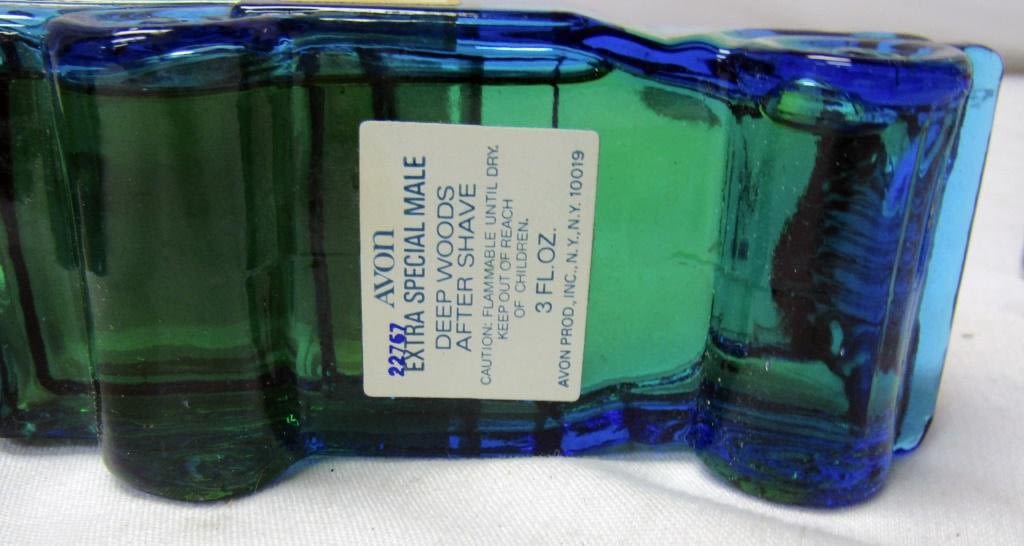 AVON
22767
EXTRA SPECIAL MALE
DEEP WOODS
AFTER SHAVE
CAUTION: FLAMMABLE UNTIL DRY.
KEEP OUT OF REACH
OF CHILDREN.
3 FL.OZ.
AVON PROD., INC., N.Y., N.Y. 10019